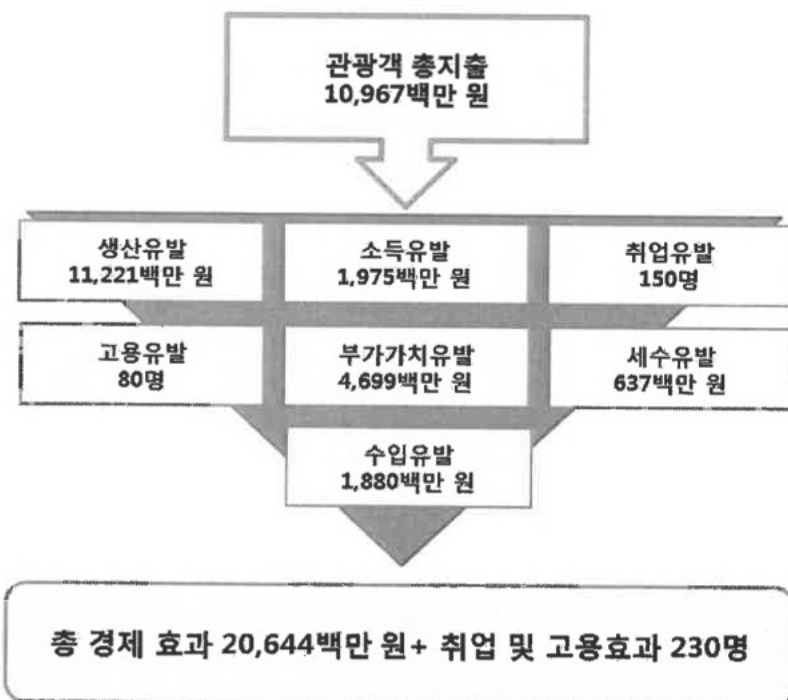 관광객 총지출
10,967백만 원
생산유발
11,221백만 원
소득유발
1,975백만 원
취업유발
150명
고용유발
80명
부가가치유발
4,699백만 원
세수유발
637백만 원
수입유발
1,880백만 원
총 경제 효과 20,644백만 원+ 취업 및 고용효과 230명